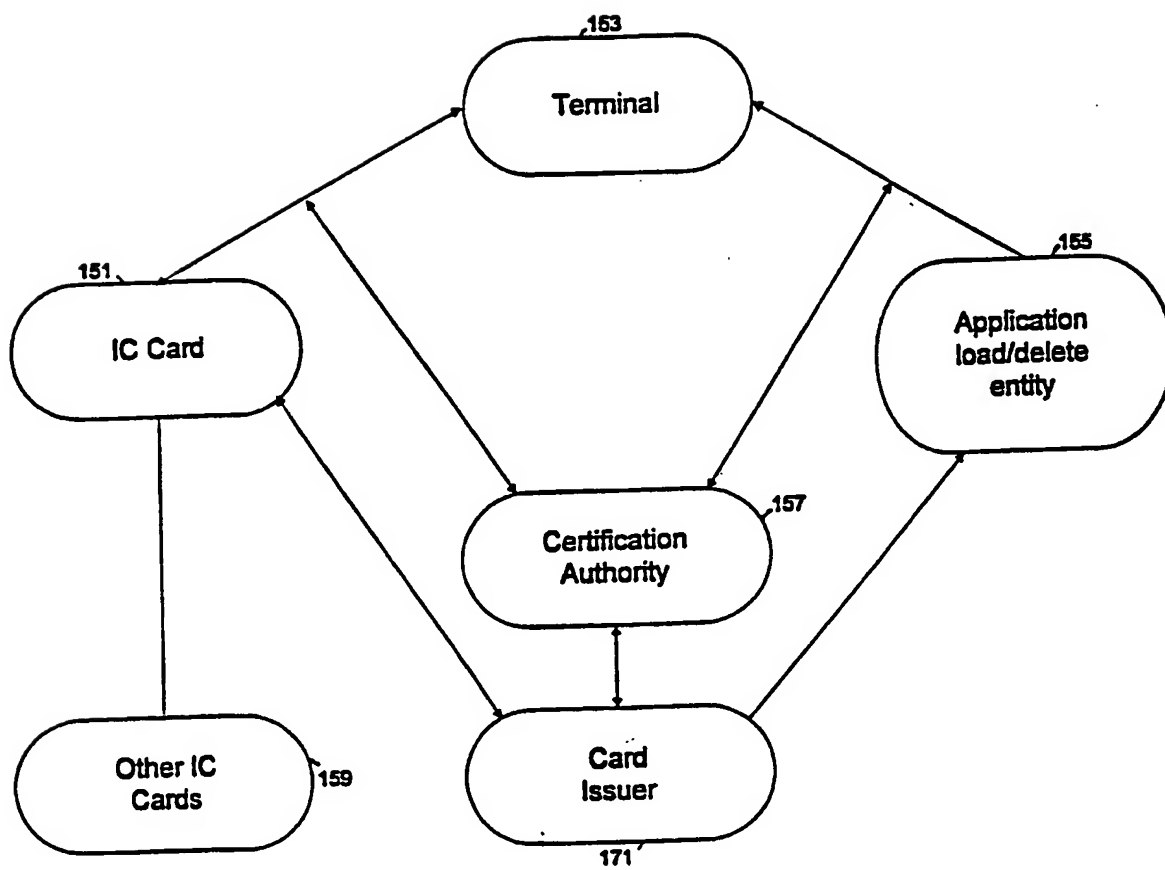 153
Terminal
151
IC Card
155
Application
load/delete
entity
157
Certification
Authority
Other IC
Cards
159
Card
Issuer
171